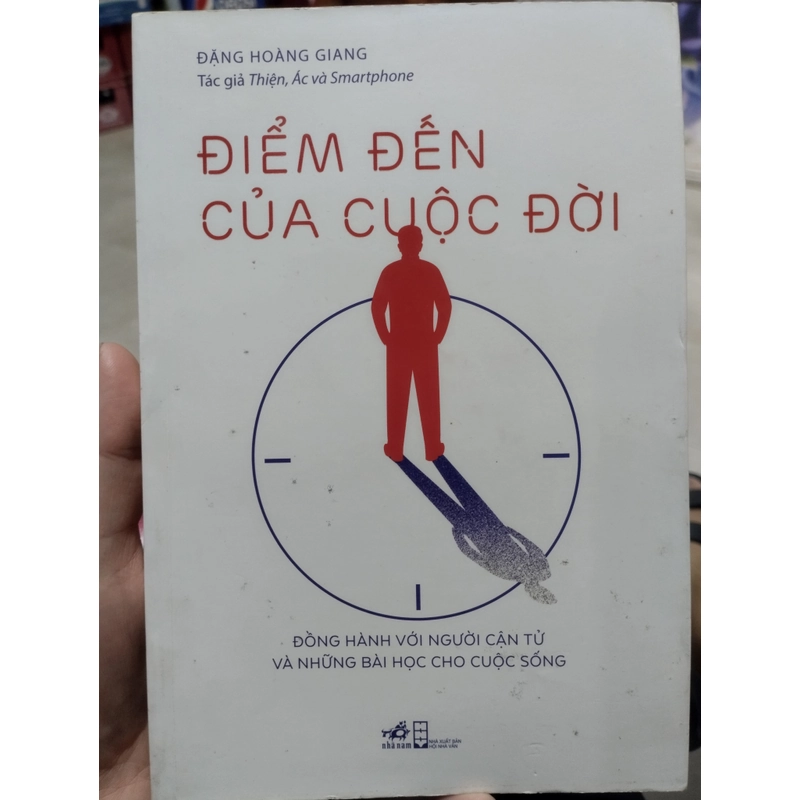 ĐẶNG HOÀNG GIANG
Tác giả Thiện, Ác và Smartphone
ĐIỂM ĐẾN
CỦA CUỘC ĐỜI
ĐỒNG HÀNH VỚI NGƯỜI CẬN TỬ
VÀ NHỮNG BÀI HỌC CHO CUỘC SỐNG
nhã nam
NHÀ XUẤT BẢN
HỘI NHÀ VĂN